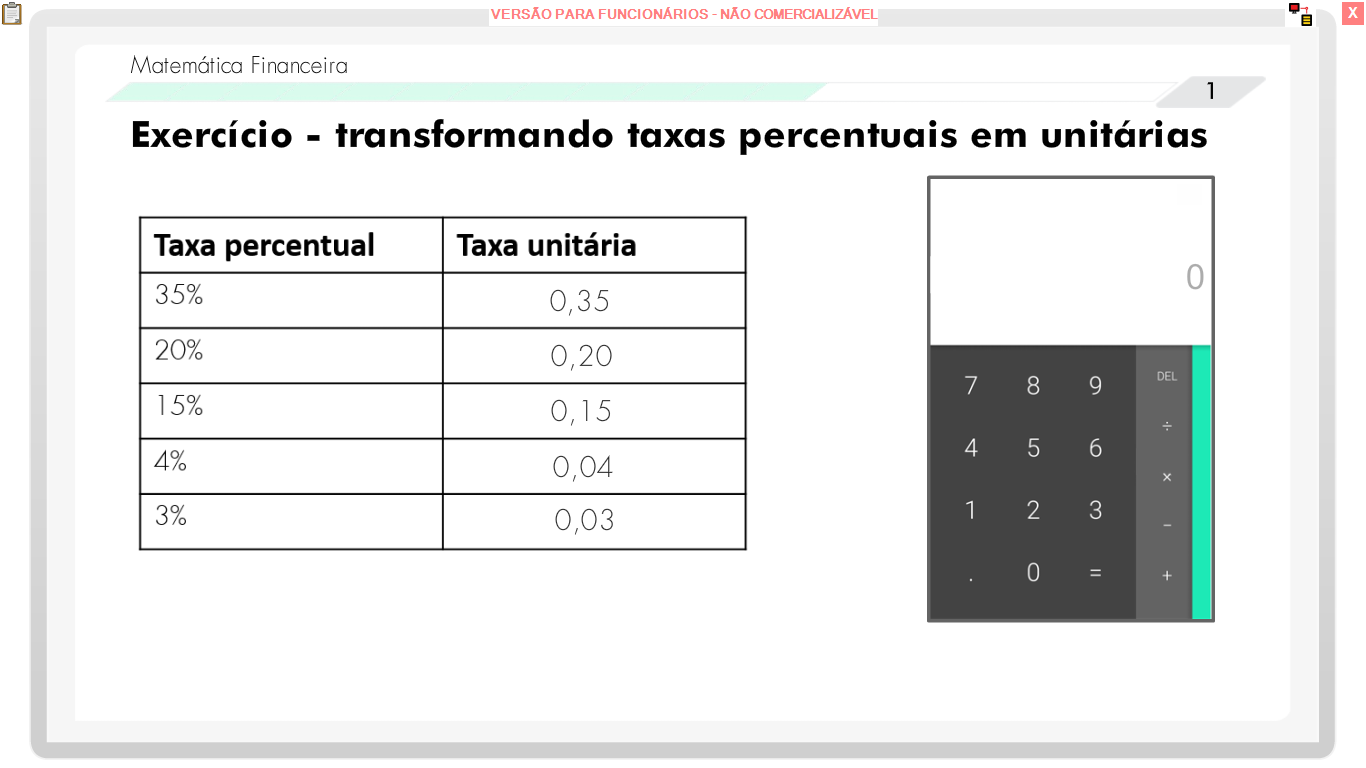 VERSÃO PARA FUNCIONÁRIOS - NÃO COMERCIALIZÁVEL
X
Matemática Financeira
1
Exercício - transformando taxas percentuais em unitárias
Taxa percentual Taxa unitária
35% 0,35
20% 0,20
15% 0,15
4% 0,04
3% 0,03
0
7 8 9 DEL
÷
4 5 6
×
1 2 3
−
. 0 = +